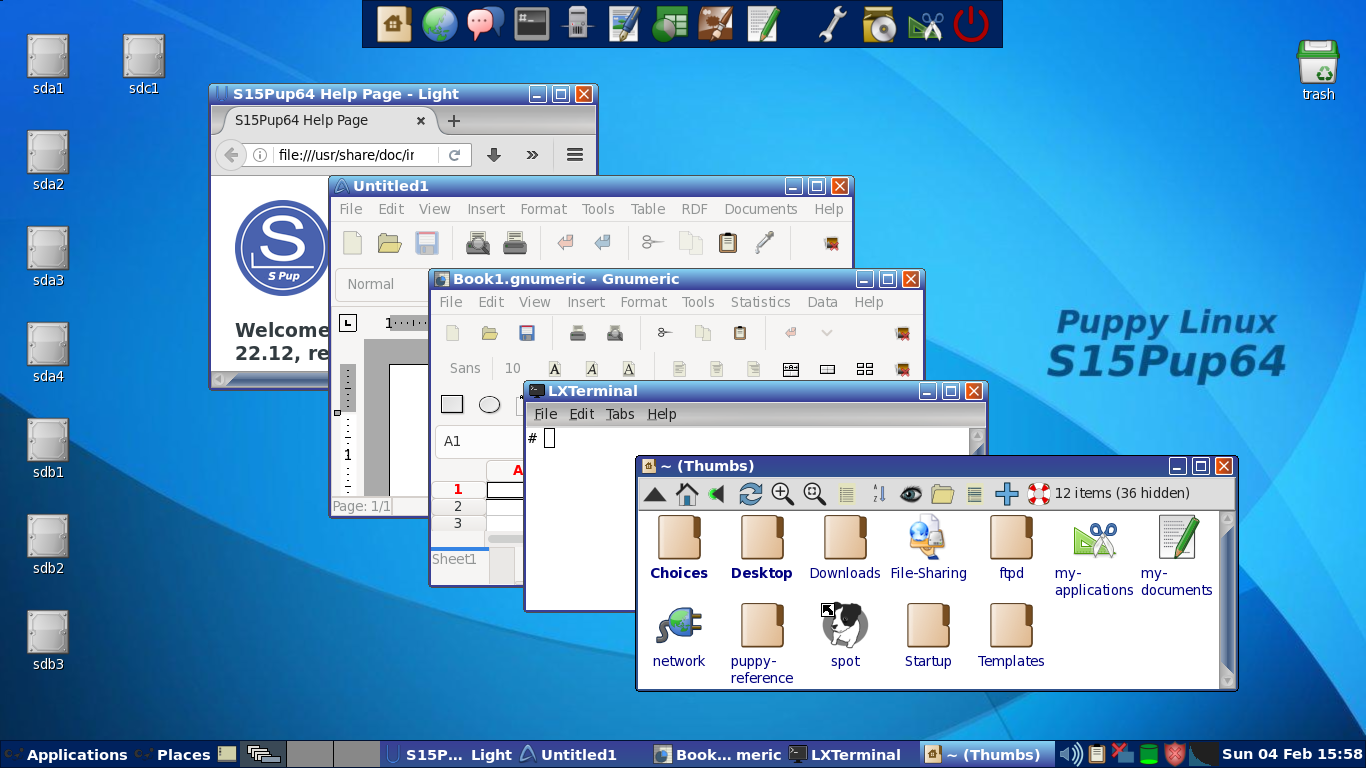 sda1
sdc1
trash
sda2
sda3
sda4
sdb1
sdb2
sdb3
S15Pup64 Help Page - Light
S15Pup64 Help Page
file:///usr/share/doc/ir
S
S Pup
Welcome
22.12, re
Untitled1
File Edit View Insert Format Tools Table RDF Documents Help
Normal
1
1
Page: 1/1
Book1.gnumeric - Gnumeric
File Edit View Insert Format Tools Statistics Data Help
Sans 10 A A A
A1
A
1
2
3
Sheet1
LXTerminal
File Edit Tabs Help
#
~ (Thumbs)
12 items (36 hidden)
Choices Desktop Downloads File-Sharing ftpd my-applications my-documents
network puppy-reference spot Startup Templates
Puppy Linux
S15Pup64
Applications Places S15P... Light Untitled1 Book... meric LXTerminal ~ (Thumbs) Sun 04 Feb 15:58